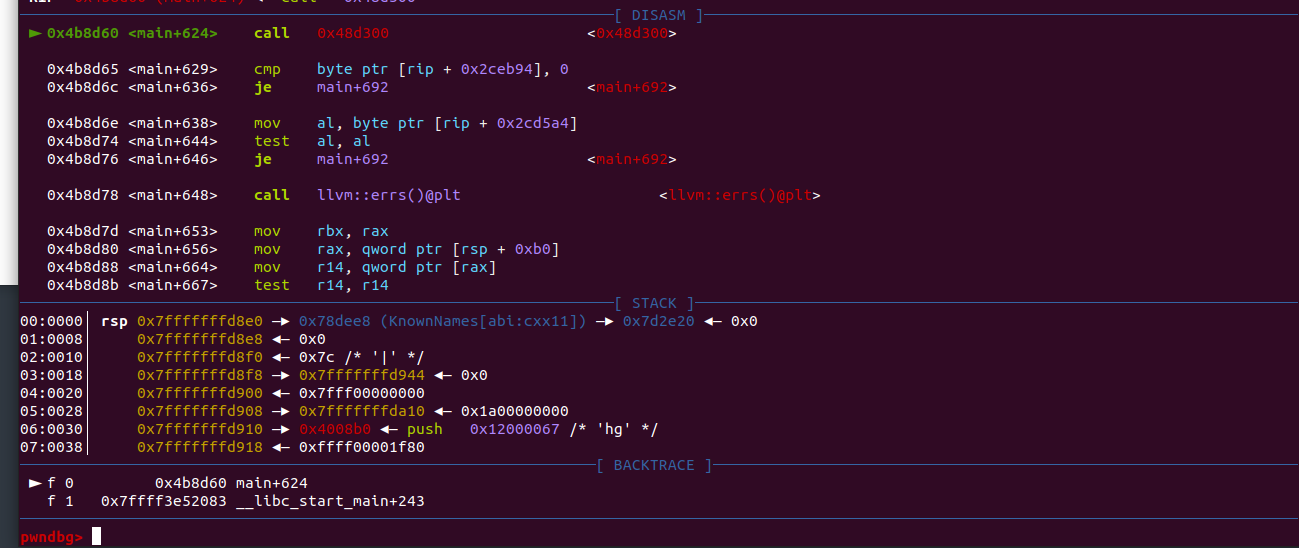 [ DISASM ]
► 0x4b8d60 <main+624> call 0x48d300 <0x48d300>
0x4b8d65 <main+629> cmp byte ptr [rip + 0x2ceb94], 0
0x4b8d6c <main+636> je main+692 <main+692>
0x4b8d6e <main+638> mov al, byte ptr [rip + 0x2cd5a4]
0x4b8d74 <main+644> test al, al
0x4b8d76 <main+646> je main+692 <main+692>
0x4b8d78 <main+648> call llvm::errs()@plt <llvm::errs()@plt>
0x4b8d7d <main+653> mov rbx, rax
0x4b8d80 <main+656> mov rax, qword ptr [rsp + 0xb0]
0x4b8d88 <main+664> mov r14, qword ptr [rax]
0x4b8d8b <main+667> test r14, r14
[ STACK ]
00:0000│ rsp 0x7fffffffd8e0 —▸ 0x78dee8 (KnownNames[abi:cxx11]) —▸ 0x7d2e20 ◂— 0x0
01:0008│ 0x7fffffffd8e8 ◂— 0x0
02:0010│ 0x7fffffffd8f0 ◂— 0x7c /* '|' */
03:0018│ 0x7fffffffd8f8 —▸ 0x7fffffffd944 ◂— 0x0
04:0020│ 0x7fffffffd900 ◂— 0x7fff00000000
05:0028│ 0x7fffffffd908 —▸ 0x7fffffffda10 ◂— 0x1a00000000
06:0030│ 0x7fffffffd910 —▸ 0x4008b0 ◂— push 0x12000067 /* 'hg' */
07:0038│ 0x7fffffffd918 ◂— 0xffff00001f80
[ BACKTRACE ]
► f 0 0x4b8d60 main+624
f 1 0x7ffff3e52083 __libc_start_main+243
pwndbg>